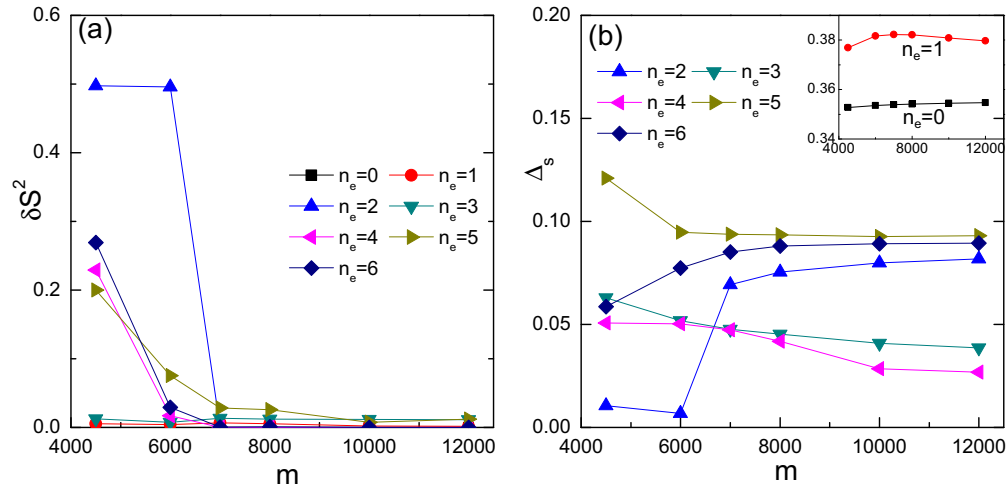 (a)
0.6
0.4
0.2
0.0
δS²
4000 6000 8000 10000 12000
m
n_e=0 n_e=1
n_e=2 n_e=3
n_e=4 n_e=5
n_e=6
(b)
0.20
0.15
0.10
0.05
0.00
Δ_s
4000 6000 8000 10000 12000
m
n_e=2 n_e=3
n_e=4 n_e=5
n_e=6
0.38
0.36
0.34
n_e=1
n_e=0
4000 8000 12000